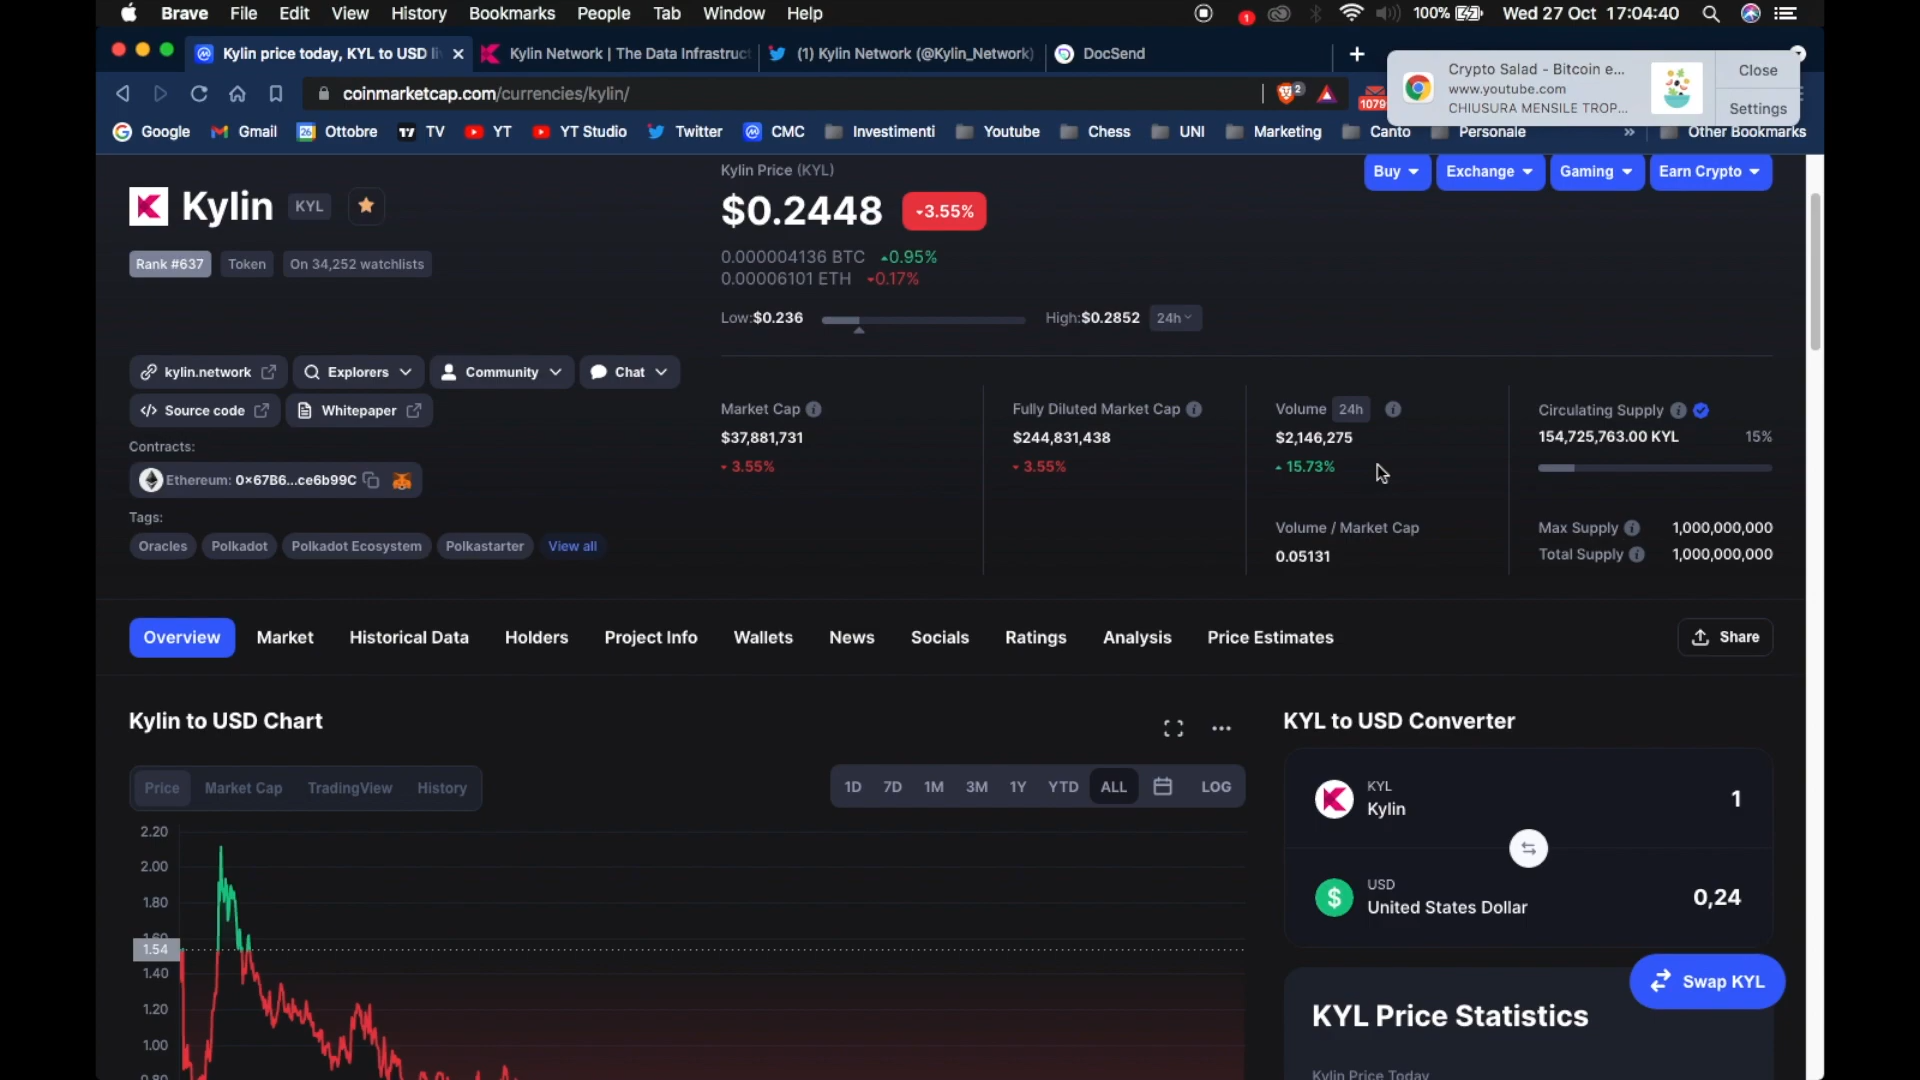 Brave File Edit View History Bookmarks People Tab Window Help
1 100% Wed 27 Oct 17:04:40
Kylin price today, KYL to USD li
Kylin Network | The Data Infrastruct
(1) Kylin Network (@Kylin_Network)
DocSend
coinmarketcap.com/currencies/kylin/
2
1079
Crypto Salad - Bitcoin e...
www.youtube.com
CHIUSURA MENSILE TROP...
Close
Settings
Google Gmail 26 Ottobre TV YT YT Studio Twitter CMC Investimenti Youtube Chess UNI Marketing Canto Personale » Other Bookmarks
Kylin KYL
Rank #637 Token On 34,252 watchlists
kylin.network Explorers Community Chat
Source code Whitepaper
Contracts:
Ethereum: 0x67B6...ce6b99C
Tags:
Oracles Polkadot Polkadot Ecosystem Polkastarter View all
Kylin Price (KYL)
$0.2448 3.55%
0.000004136 BTC 0.95%
0.00006101 ETH 0.17%
Low:$0.236 High:$0.2852 24h
Buy Exchange Gaming Earn Crypto
Market Cap
$37,881,731
3.55%
Fully Diluted Market Cap
$244,831,438
3.55%
Volume 24h
$2,146,275
15.73%
Volume / Market Cap
0.05131
Circulating Supply
154,725,763.00 KYL 15%
Max Supply 1,000,000,000
Total Supply 1,000,000,000
Overview Market Historical Data Holders Project Info Wallets News Socials Ratings Analysis Price Estimates Share
Kylin to USD Chart
Price Market Cap TradingView History
1D 7D 1M 3M 1Y YTD ALL LOG
2.20
2.00
1.80
1.60
1.54
1.40
1.20
1.00
0.80
KYL to USD Converter
KYL
Kylin 1
USD
United States Dollar 0,24
Swap KYL
KYL Price Statistics
Kylin Price Today